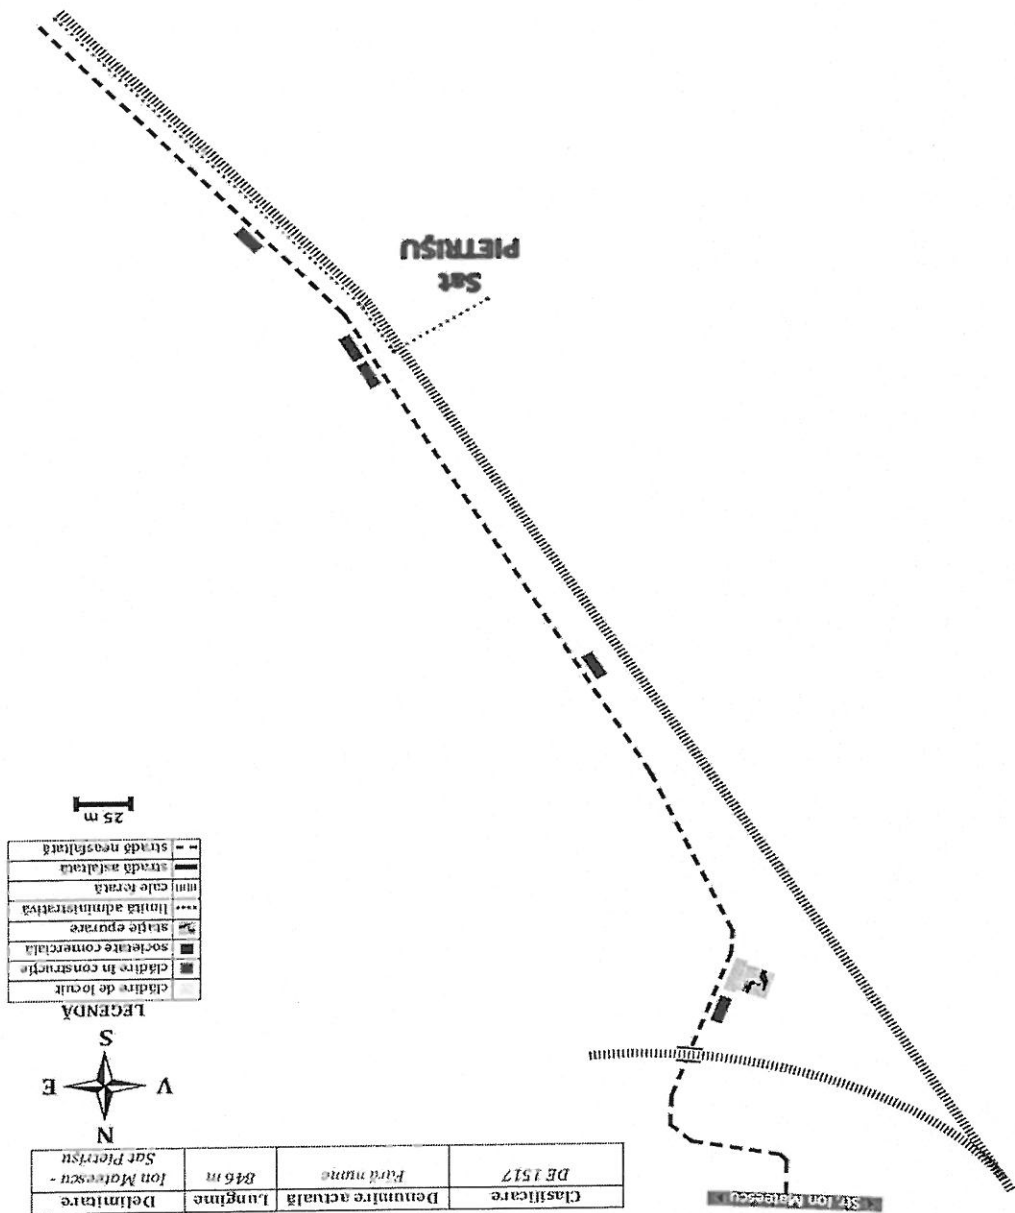 Str. Ion Mateescu
Clasificare Denumire actuală Lungime Delimitare
DE 1517 Fără nume 846 m Ion Mateescu -
Sat Pietrișu
N
V E
S
LEGENDĂ
clădire de locuit
clădire în construcție
societate comercială
stație epurare
limită administrativă
cale ferată
stradă asfaltată
stradă neasfaltată
25 m
Sat
PIETRIȘU